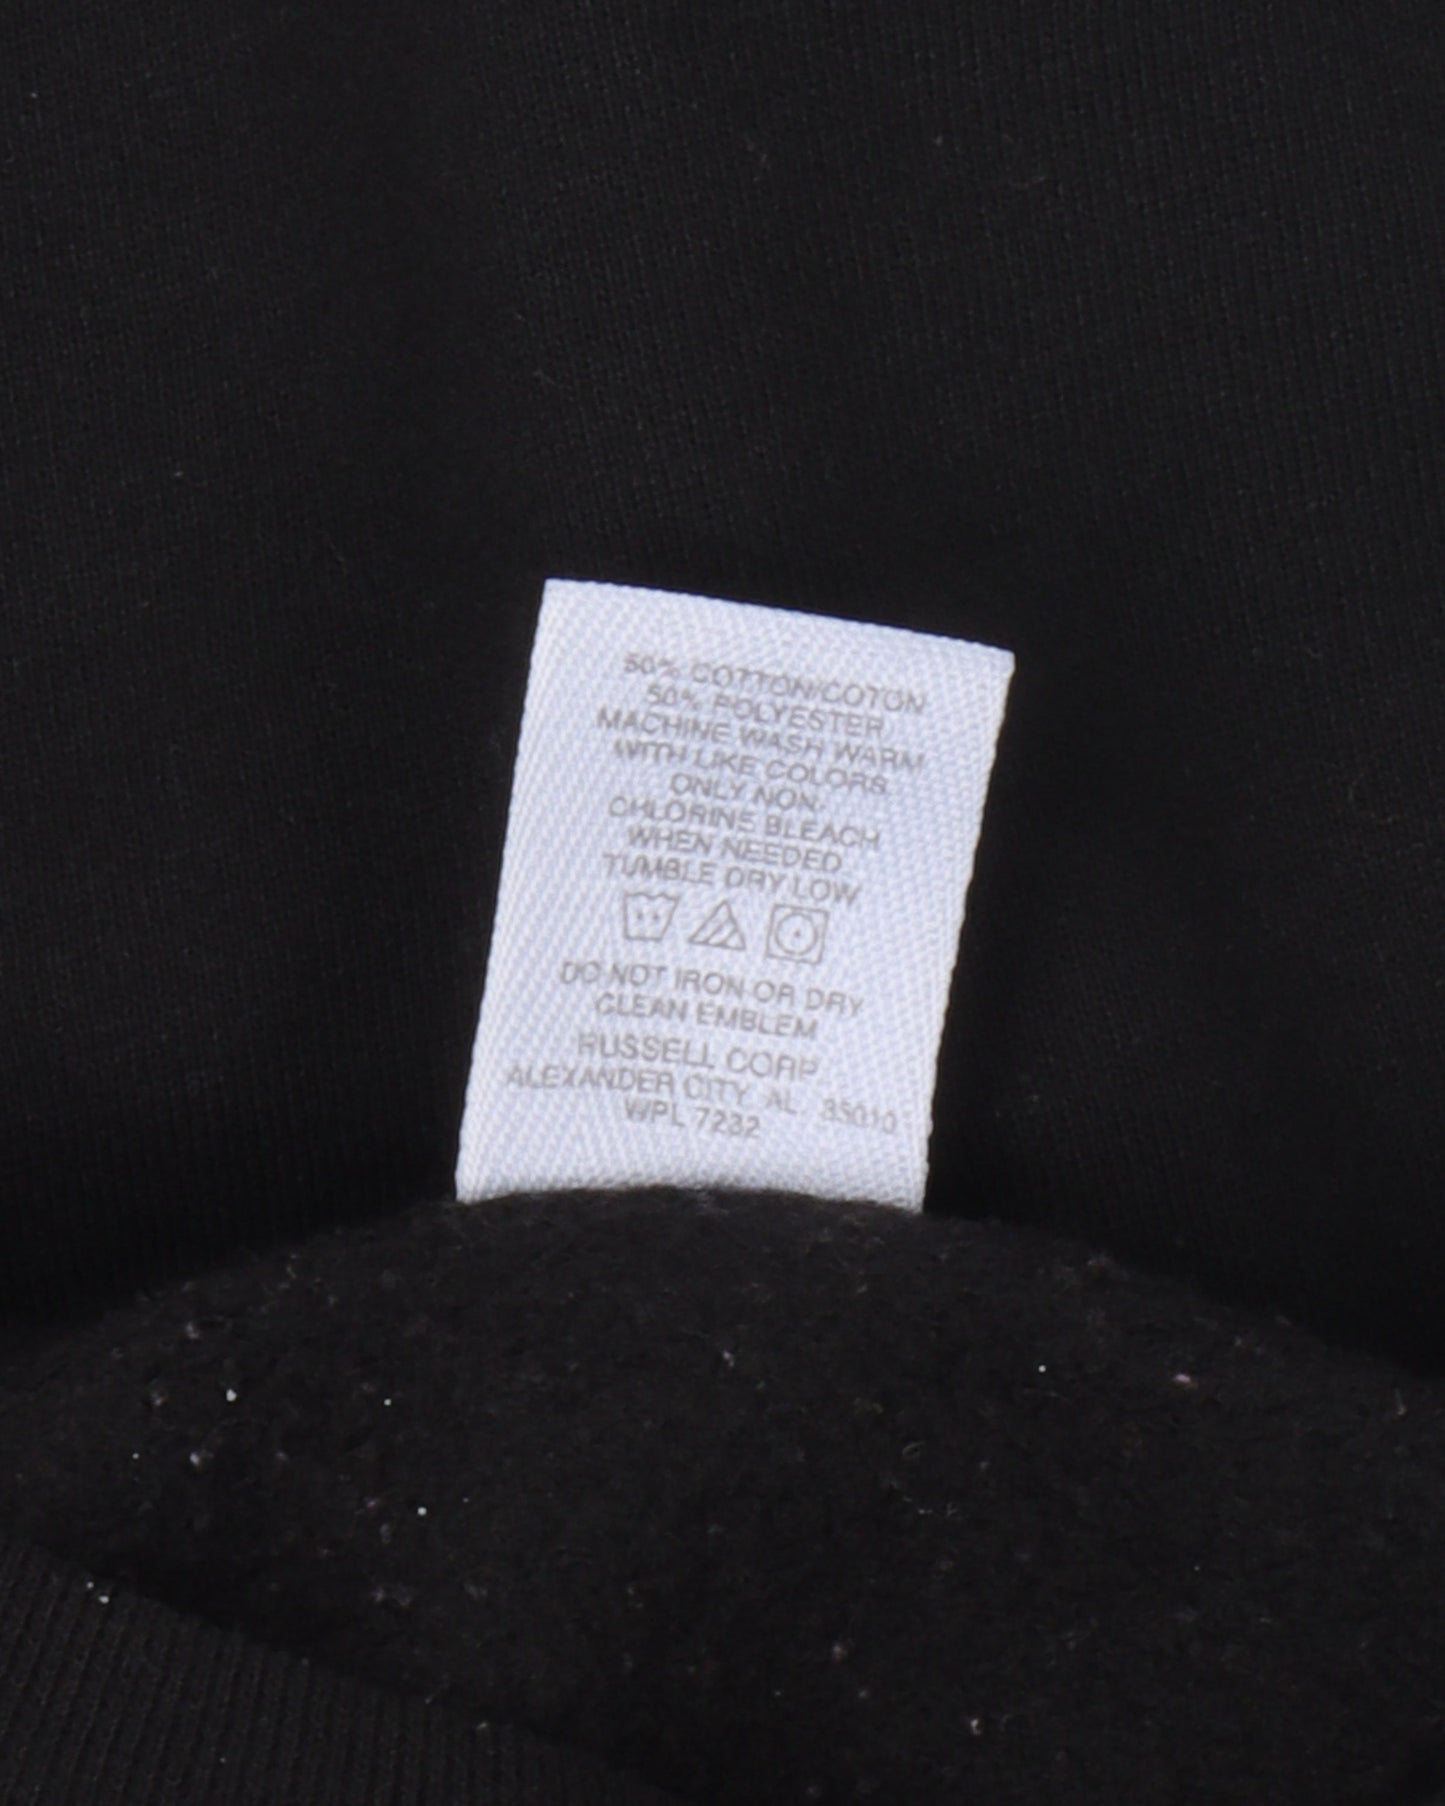 50% COTTON/COTON
50% POLYESTER
MACHINE WASH WARM
WITH LIKE COLORS
ONLY NON-
CHLORINE BLEACH
WHEN NEEDED
TUMBLE DRY LOW
DO NOT IRON OR DRY
CLEAN EMBLEM
RUSSELL CORP
ALEXANDER CITY, AL. 35010
WPL 7232